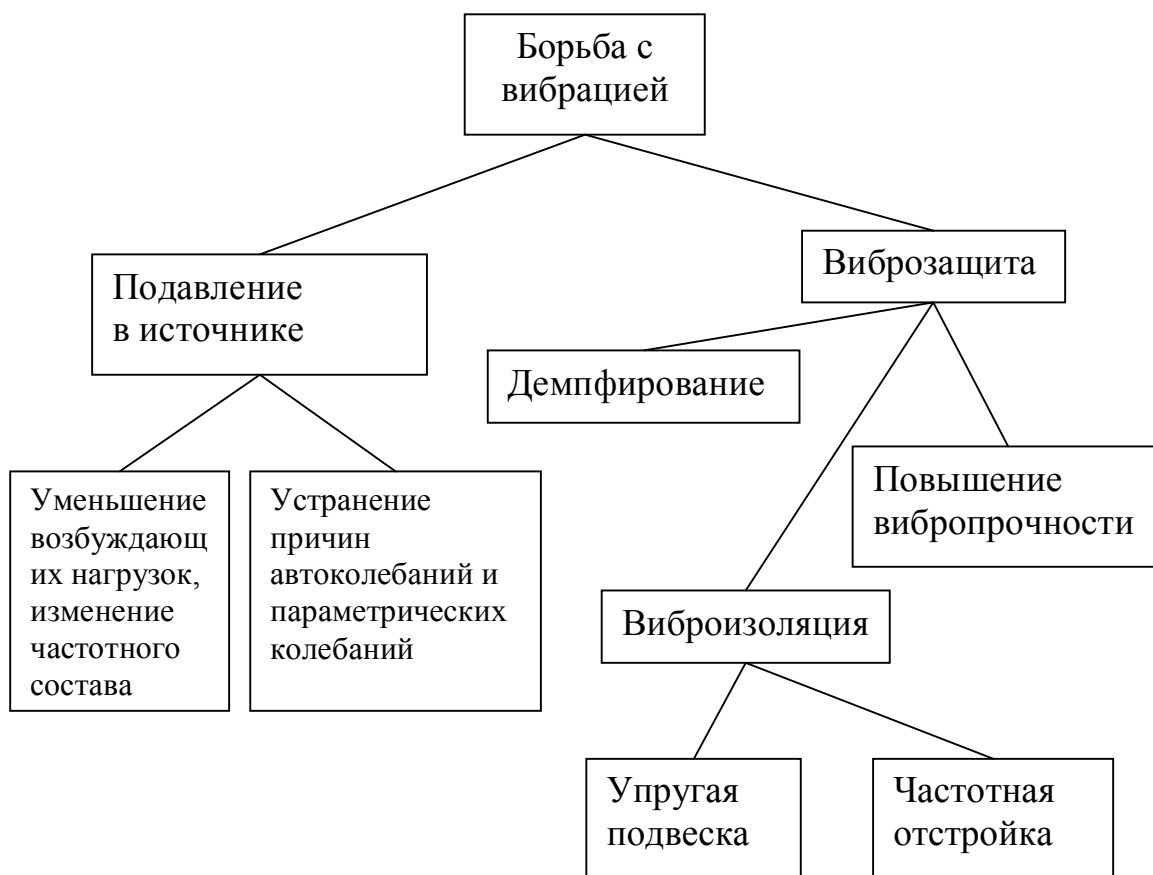 Борьба с
вибрацией
Подавление
в источнике
Виброзащита
Демпфирование
Уменьшение
возбуждающ
их нагрузок,
изменение
частотного
состава
Устранение
причин
автоколебаний и
параметрических
колебаний
Повышение
вибропрочности
Виброизоляция
Упругая
подвеска
Частотная
отстройка